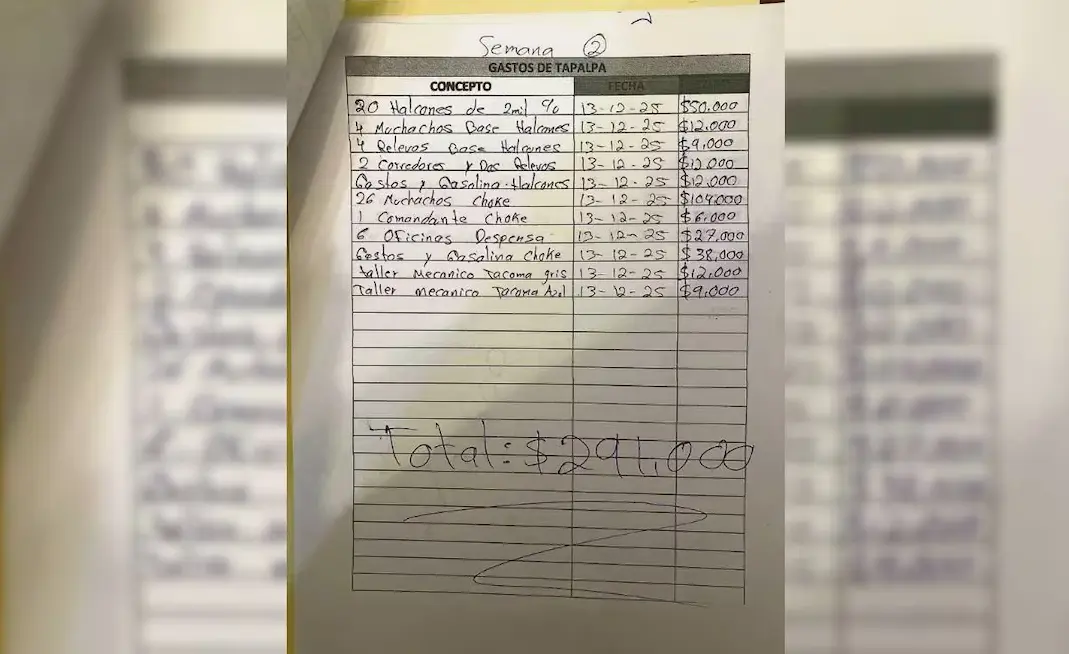 Semana 2
GASTOS DE TAPALPA
CONCEPTO FECHA
20 Halcones de 2mil % 13-12-25 $50.000
4 Muchachos Base Halcones 13-12-25 $12.000
4 Relevos Base Halcones 13-12-25 $9,000
2 Corredores y Dos Relevos 13-12-25 $12.000
Gastos y Gasolina Halcones 13-12-25 $12,000
26 Muchachos Choke 13-12-25 $104.000
1 Comandante Choke 13-12-25 $6,000
6 Oficinas Despensa 13-12-25 $27,000
Gastos y Gasolina Choke 13-12-25 $38,000
taller Mecanico Tacoma gris 13-12-25 $12,000
Taller mecanico Tacoma Azul 13-12-25 $9,000
Total: $291,000